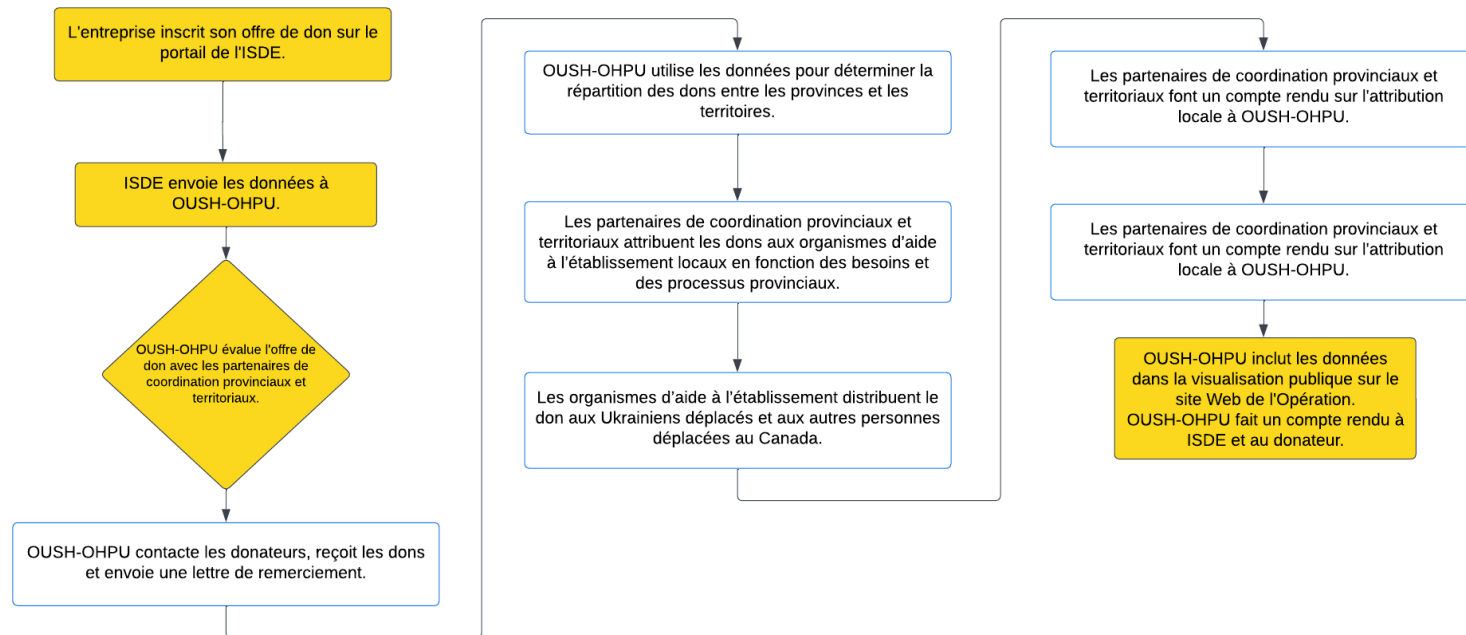 L'entreprise inscrit son offre de don sur le
portail de l'ISDE.
ISDE envoie les données à
OUSH-OHPU.
OUSH-OHPU évalue l'offre de
don avec les partenaires de
coordination provinciaux et
territoriaux.
OUSH-OHPU contacte les donateurs, reçoit les dons
et envoie une lettre de remerciement.
OUSH-OHPU utilise les données pour déterminer la
répartition des dons entre les provinces et les
territoires.
Les partenaires de coordination provinciaux et
territoriaux attribuent les dons aux organismes d’aide
à l’établissement locaux en fonction des besoins et
des processus provinciaux.
Les organismes d’aide à l’établissement distribuent le
don aux Ukrainiens déplacés et aux autres personnes
déplacées au Canada.
Les partenaires de coordination provinciaux et
territoriaux font un compte rendu sur l'attribution
locale à OUSH-OHPU.
Les partenaires de coordination provinciaux et
territoriaux font un compte rendu sur l'attribution
locale à OUSH-OHPU.
OUSH-OHPU inclut les données
dans la visualisation publique sur le
site Web de l'Opération.
OUSH-OHPU fait un compte rendu à
ISDE et au donateur.